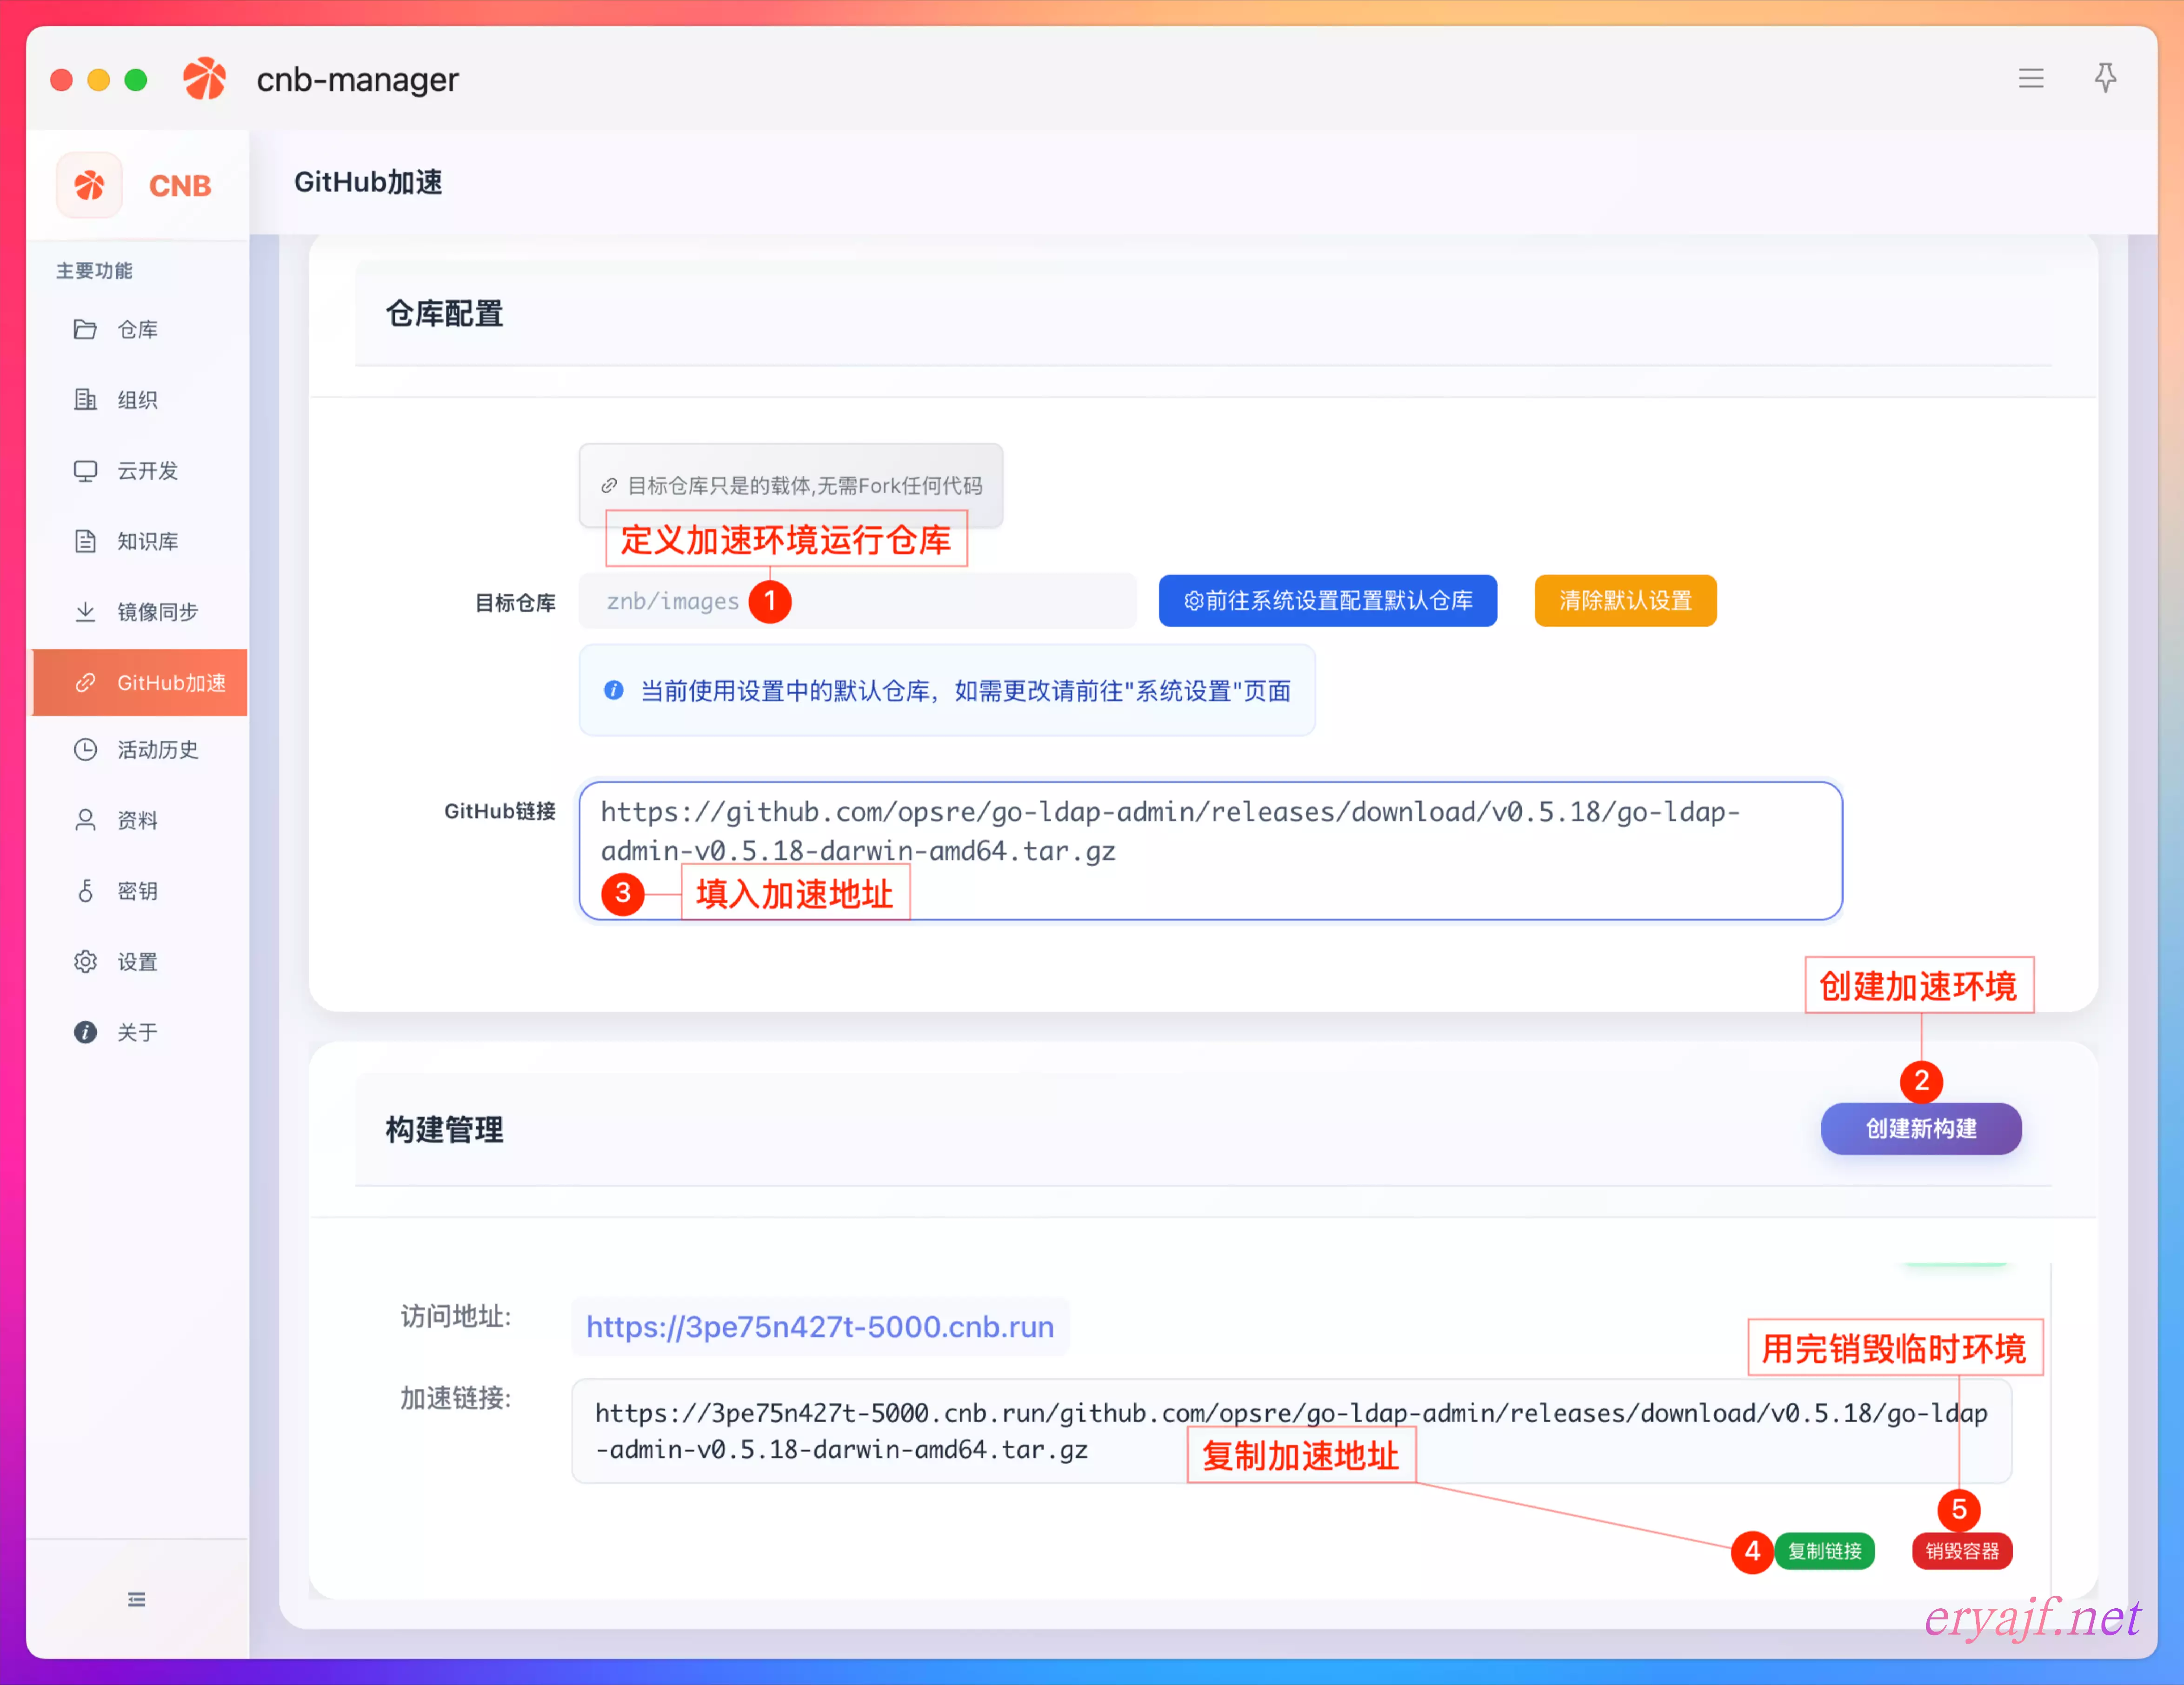 cnb-manager
CNB
GitHub加速
主要功能
仓库
组织
云开发
知识库
镜像同步
GitHub加速
活动历史
资料
密钥
设置
关于
仓库配置
目标仓库只是的载体,无需Fork任何代码
定义加速环境运行仓库
目标仓库
znb/images
1
前往系统设置配置默认仓库
清除默认设置
当前使用设置中的默认仓库，如需更改请前往"系统设置"页面
GitHub链接
https://github.com/opsre/go-ldap-admin/releases/download/v0.5.18/go-ldap-
admin-v0.5.18-darwin-amd64.tar.gz
3
填入加速地址
创建加速环境
2
构建管理
创建新构建
访问地址:
https://3pe75n427t-5000.cnb.run
用完销毁临时环境
加速链接:
https://3pe75n427t-5000.cnb.run/github.com/opsre/go-ldap-admin/releases/download/v0.5.18/go-ldap
-admin-v0.5.18-darwin-amd64.tar.gz
复制加速地址
5
4
复制链接
销毁容器
eryajf.net